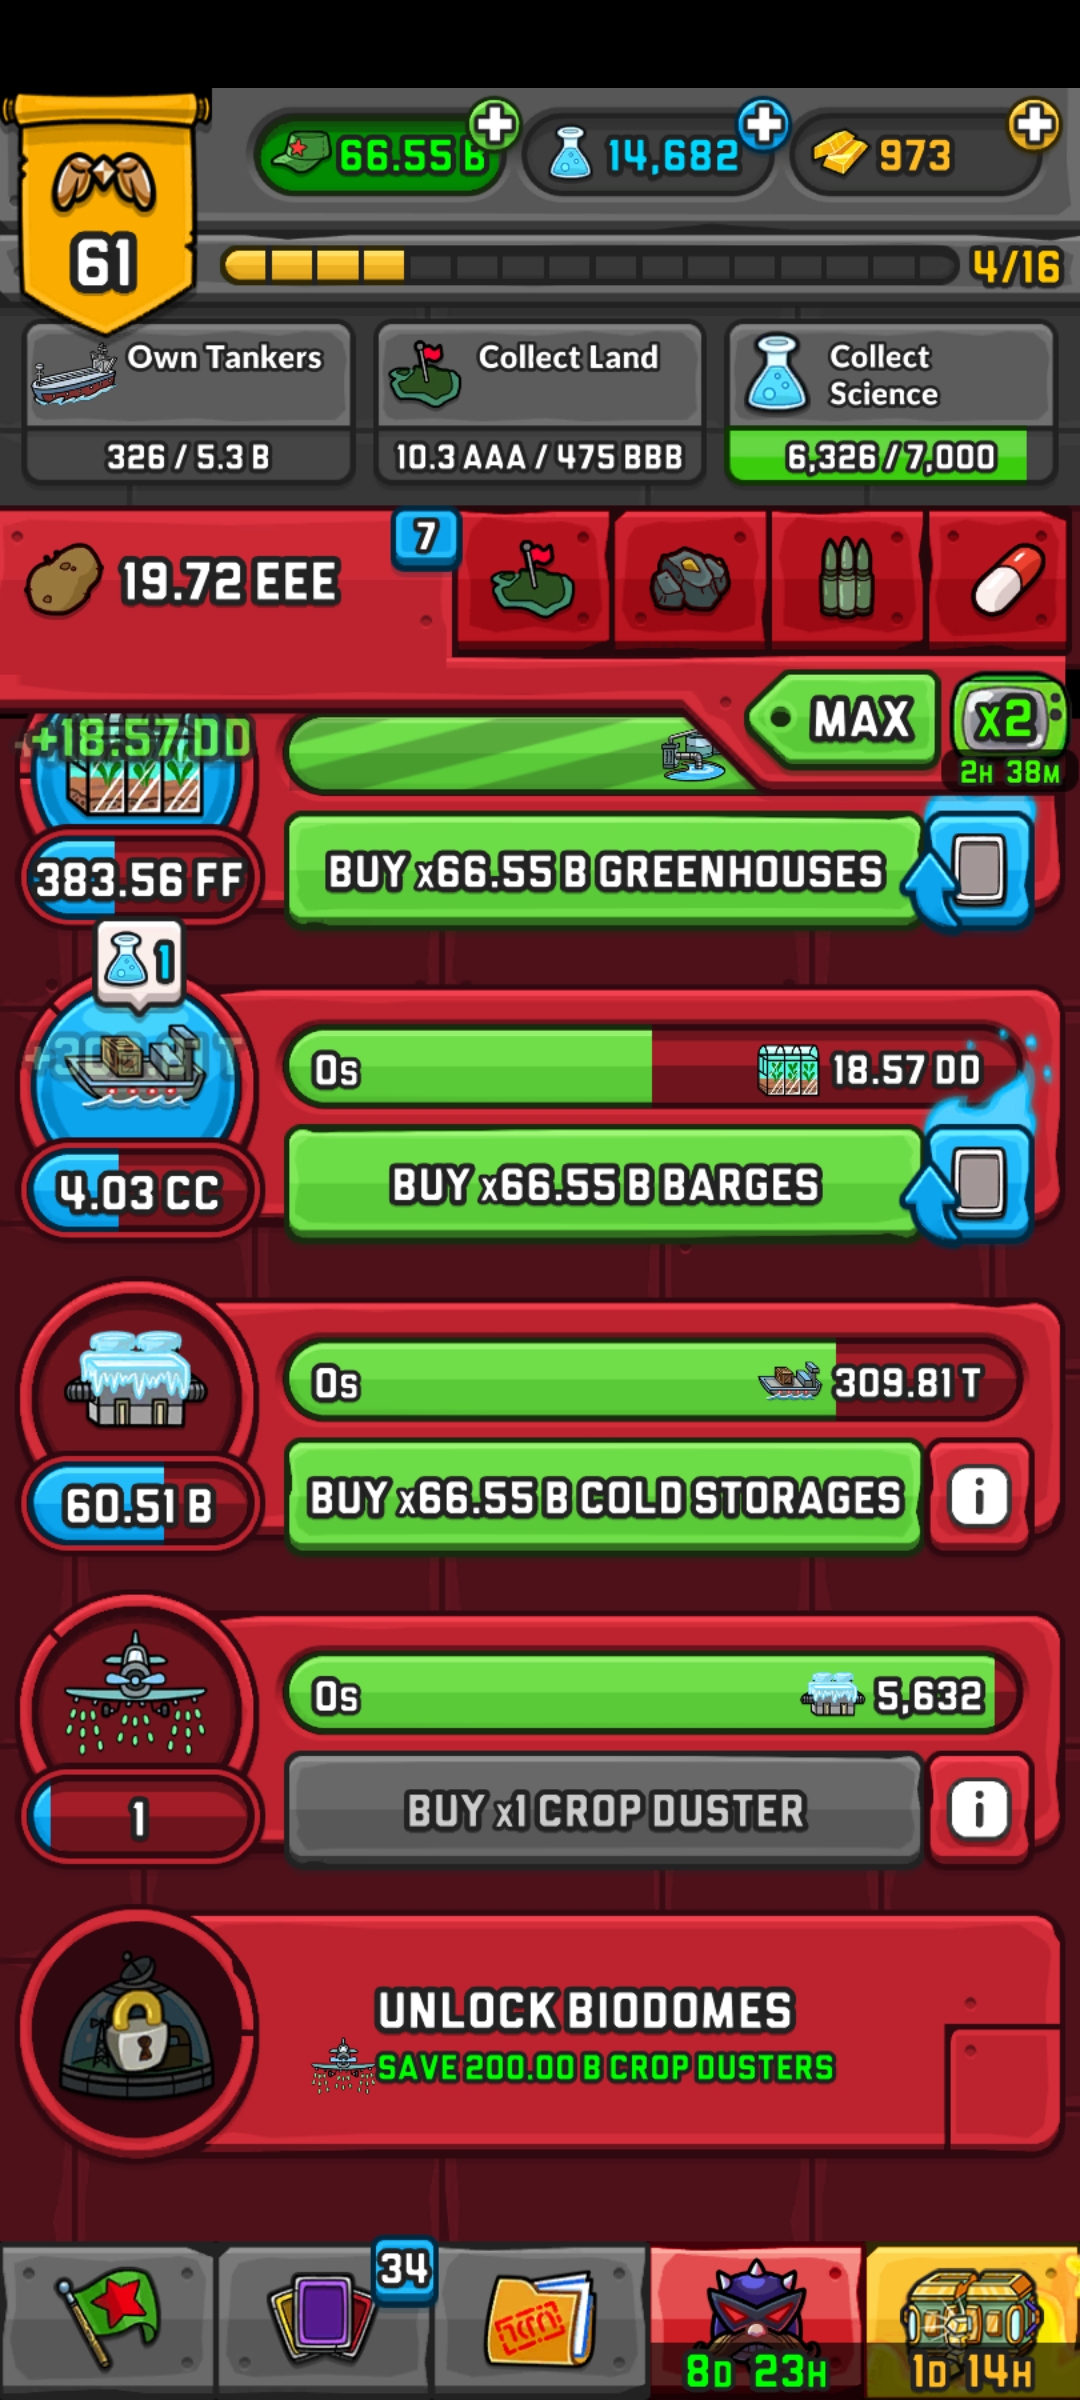 66.55 B
14,682
973
61
4/16
Own Tankers
326 / 5.3 B
Collect Land
10.3 AAA / 475 BBB
Collect
Science
6,326 / 7,000
19.72 EEE
7
MAX
x2
2H 38M
+18.57 DD
383.56 FF
BUY x66.55 B GREENHOUSES
1
0s
18.57 DD
4.03 CC
BUY x66.55 B BARGES
0s
309.81 T
60.51 B
BUY x66.55 B COLD STORAGES
i
0s
5,632
1
BUY x1 CROP DUSTER
i
UNLOCK BIODOMES
SAVE 200.00 B CROP DUSTERS
34
8D 23H
1D 14H